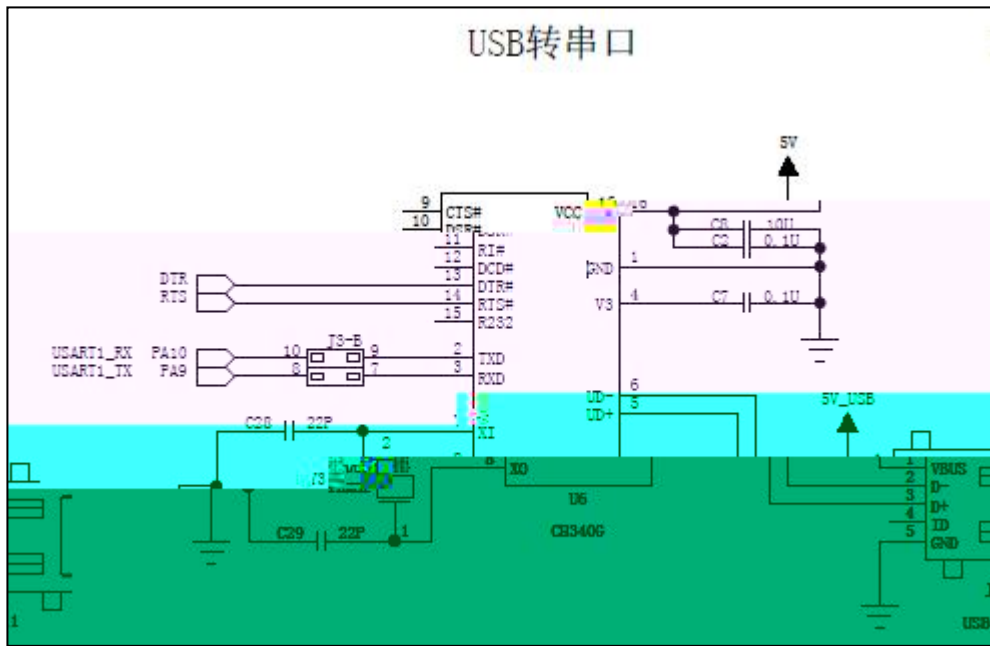 USB转串口
5V
9 CTS# VCC
10 DSR#
C8 10U
11 RI# C2 0.1U
12 DCD# GND 1
DTR 13 DTR#
RTS 14 RTS# V3 4 C7 0.1U
15 R232
J3-B
USART1_RX PA10 10 9 2 TXD
USART1_TX PA9 8 7 3 RXD
UD- 6 5V_USB
UD+ 5
C28 22P XI
2
8 XO 1 VBUS
U6 2 D-
3 D+
C29 22P 1 CH340G 4 ID
5 GND
1 USB